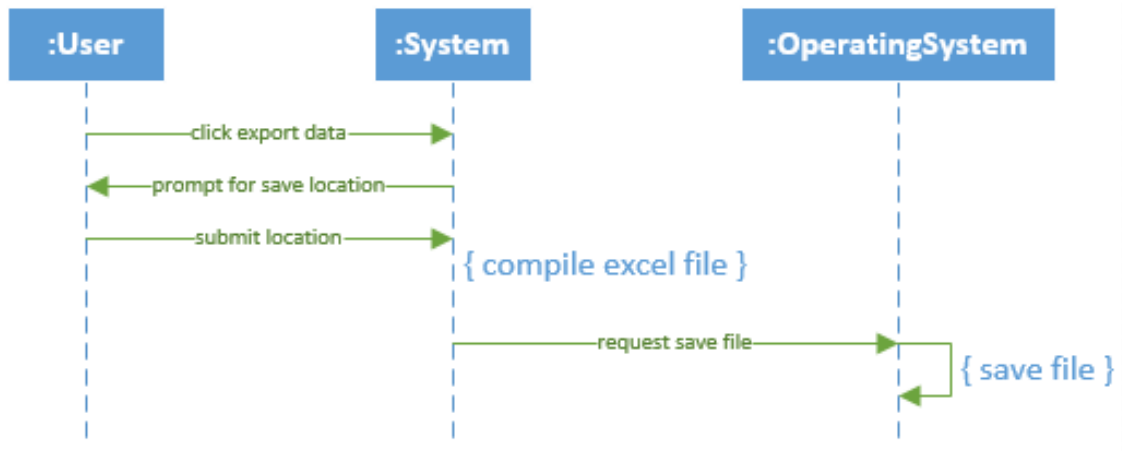 :User
:System
:OperatingSystem
click export data
prompt for save location
submit location
{ compile excel file }
request save file
{ save file }